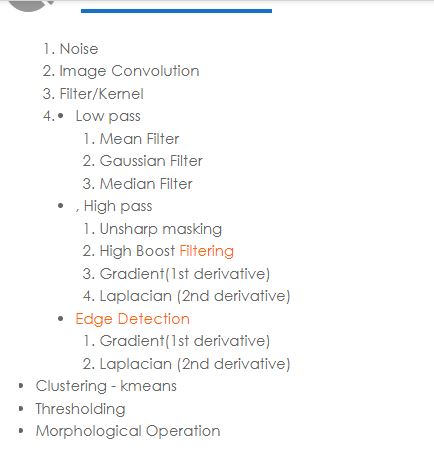 1. Noise
2. Image Convolution
3. Filter/Kernel
4. • Low pass
1. Mean Filter
2. Gaussian Filter
3. Median Filter
• , High pass
1. Unsharp masking
2. High Boost Filtering
3. Gradient(1st derivative)
4. Laplacian (2nd derivative)
• Edge Detection
1. Gradient(1st derivative)
2. Laplacian (2nd derivative)
• Clustering - kmeans
• Thresholding
• Morphological Operation